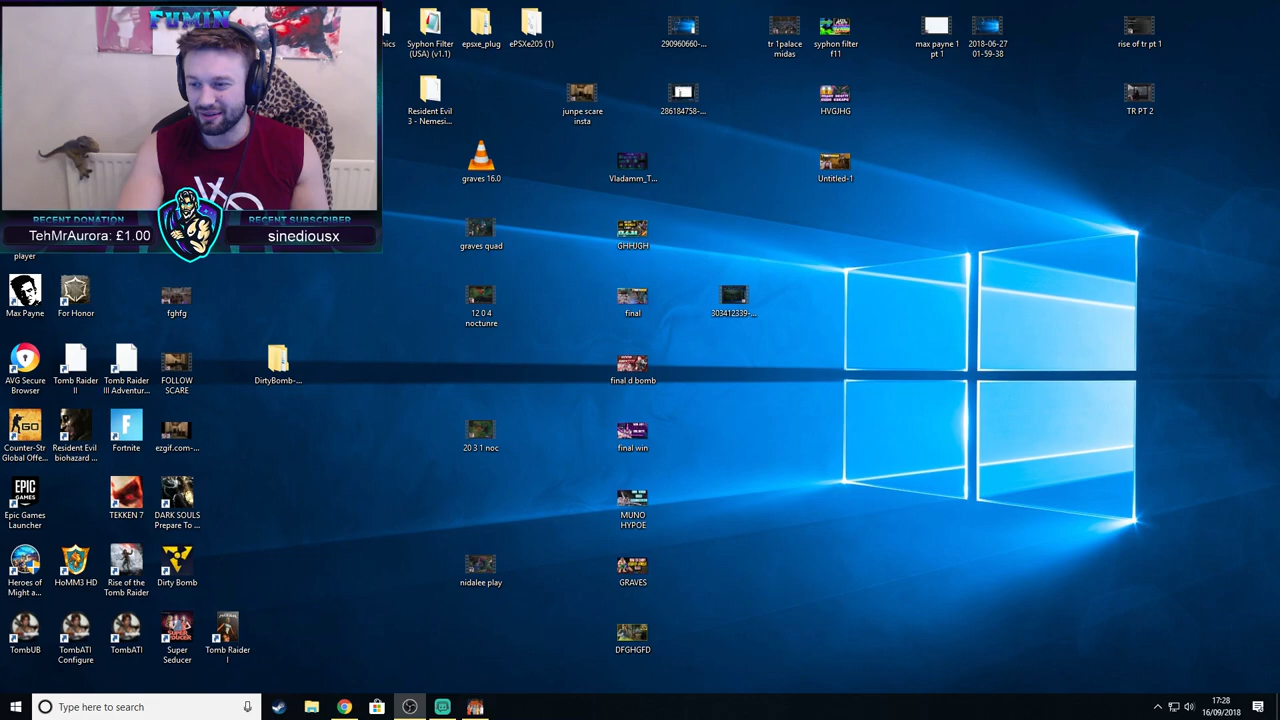 FUMIN
RECENT DONATION
TehMrAurora: £1.00
RECENT SUBSCRIBER
sinediousx
Syphon Filter
(USA) (v1.1)
epsxe_plug
ePSXe205 (1)
290960660-...
tr 1palace
midas
syphon filter
f11
max payne 1
pt 1
2018-06-27
01-59-38
rise of tr pt 1
Resident Evil
3 - Nemesi...
junpe scare
insta
286184758-...
HVGJHG
TR PT 2
graves 16.0
Vladamm_T...
Untitled-1
graves quad
GHHJGH
player
Max Payne
For Honor
fghfg
12 0 4
noctunre
final
303412339-...
AVG Secure
Browser
Tomb Raider
II
Tomb Raider
III Adventur...
FOLLOW
SCARE
DirtyBomb-...
final d bomb
Counter-Str
Global Offe...
Resident Evil
biohazard ...
Fortnite
ezgif.com-...
20 3 1 noc
final win
Epic Games
Launcher
TEKKEN 7
DARK SOULS
Prepare To ...
MUNO
HYPOE
Heroes of
Might a...
HoMM3 HD
Rise of the
Tomb Raider
Dirty Bomb
nidalee play
GRAVES
TombUB
TombATI
Configure
TombATI
Super
Seducer
Tomb Raider
I
DFGHGFD
Type here to search
17:28
16/09/2018